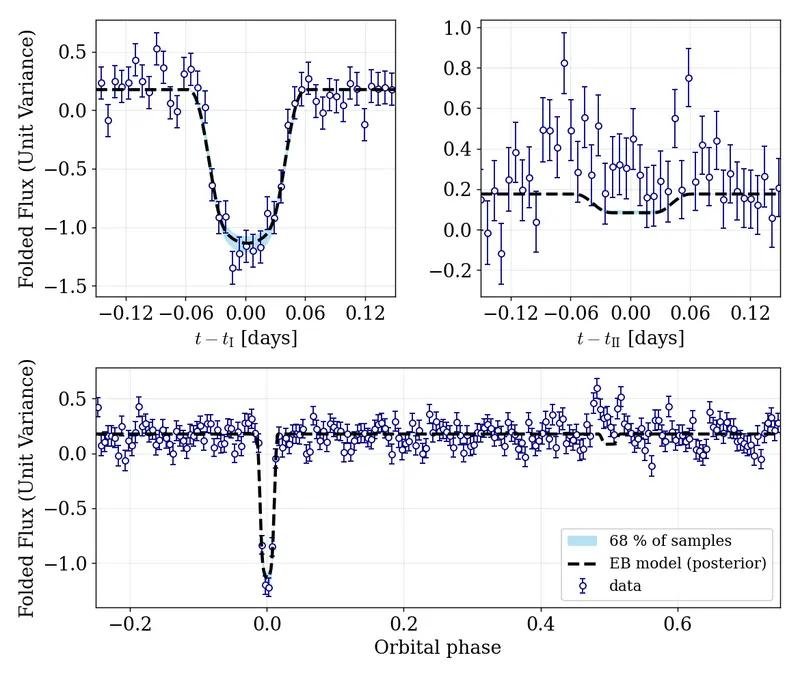 Folded Flux (Unit Variance)
0.5
0.0
−0.5
−1.0
−1.5
−0.12 −0.06 0.00 0.06 0.12
t − tI [days]
1.0
0.8
0.6
0.4
0.2
0.0
−0.2
−0.12 −0.06 0.00 0.06 0.12
t − tII [days]
Folded Flux (Unit Variance)
0.5
0.0
−0.5
−1.0
−0.2 0.0 0.2 0.4 0.6
Orbital phase
68 % of samples
EB model (posterior)
data